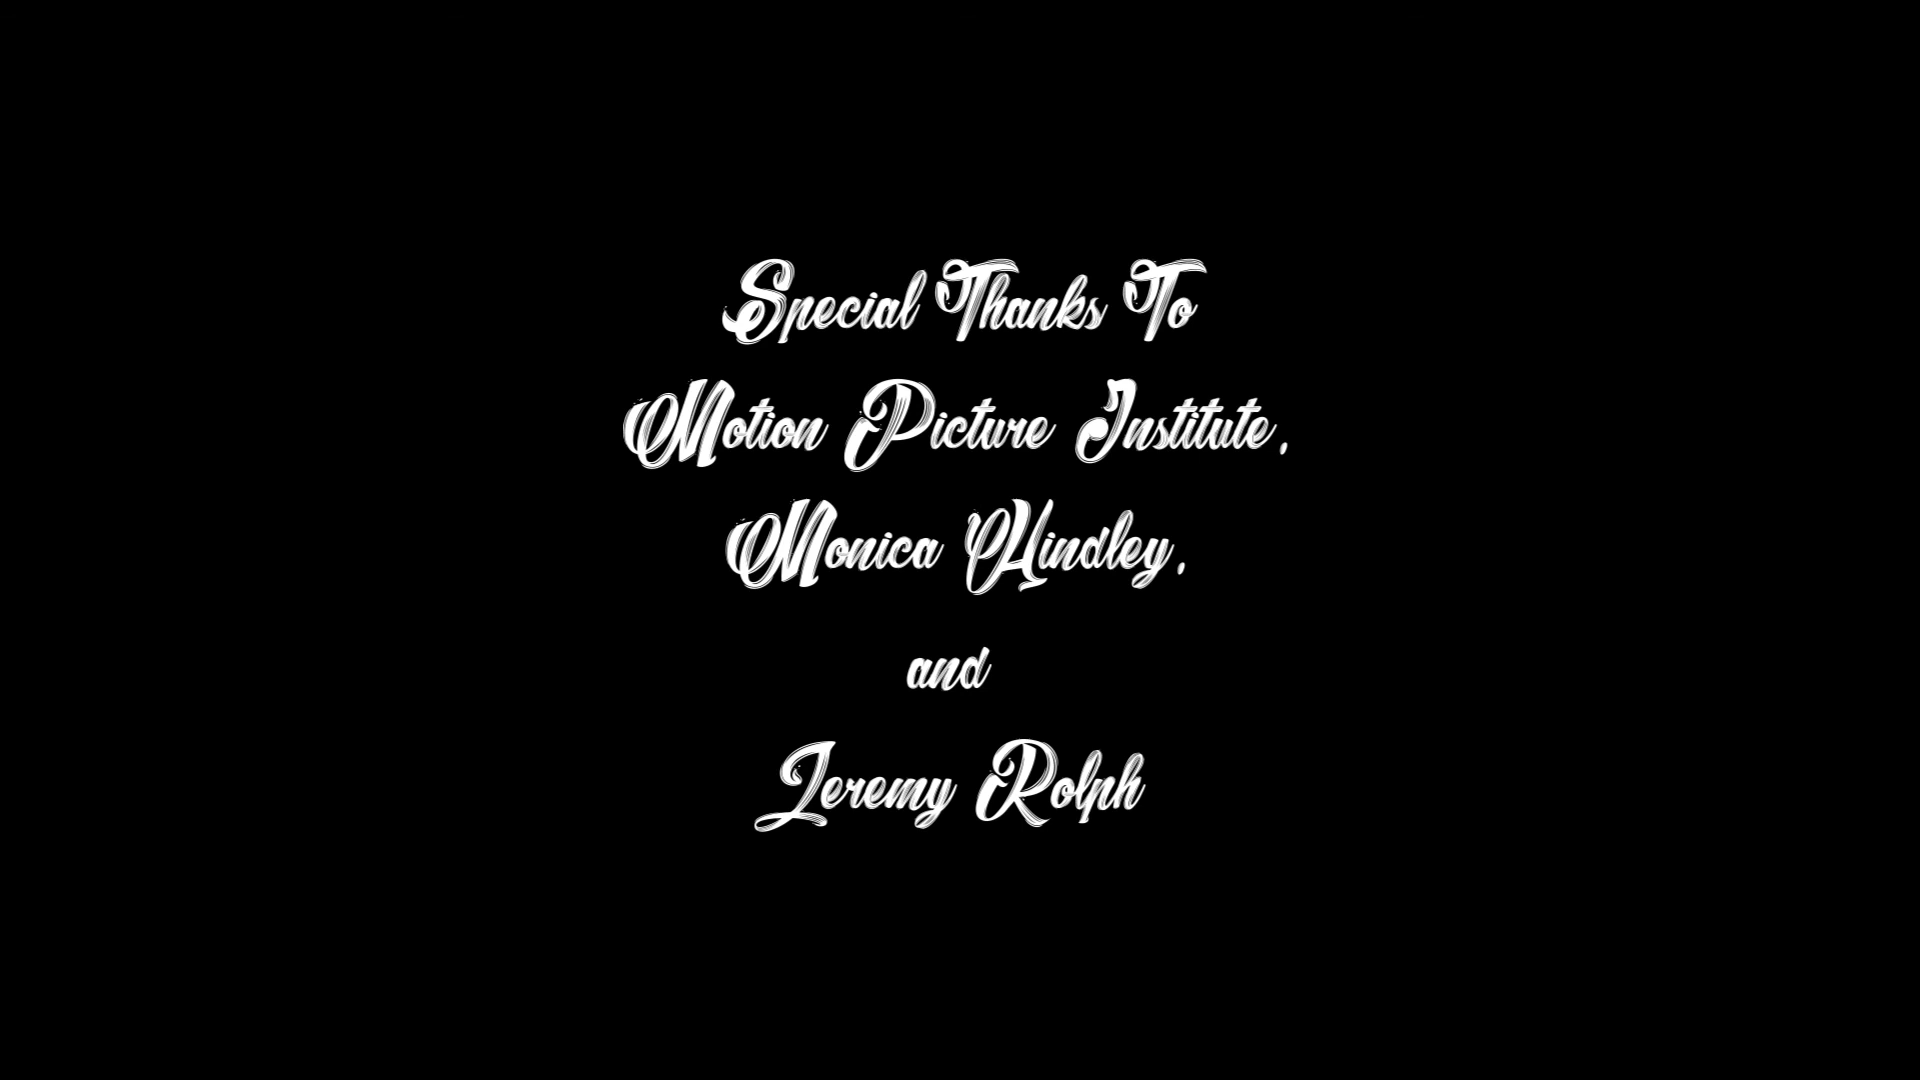 Special Thanks To
Motion Picture Institute,
Monica Hindley,
and
Jeremy Rolph